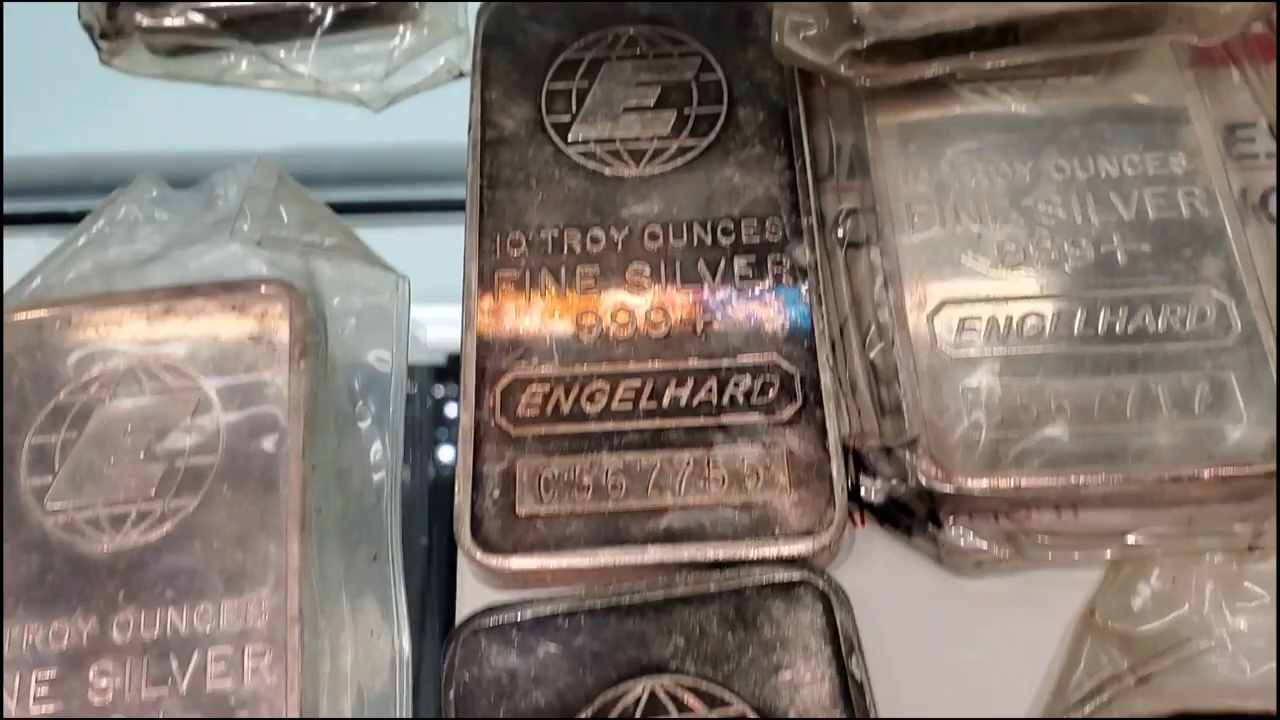 E
10 TROY OUNCES
FINE SILVER
999+
ENGELHARD
C567755
TROY OUNCES
FINE SILVER
999+
ENGELHARD
E
TROY OUNCES
NE SILVER